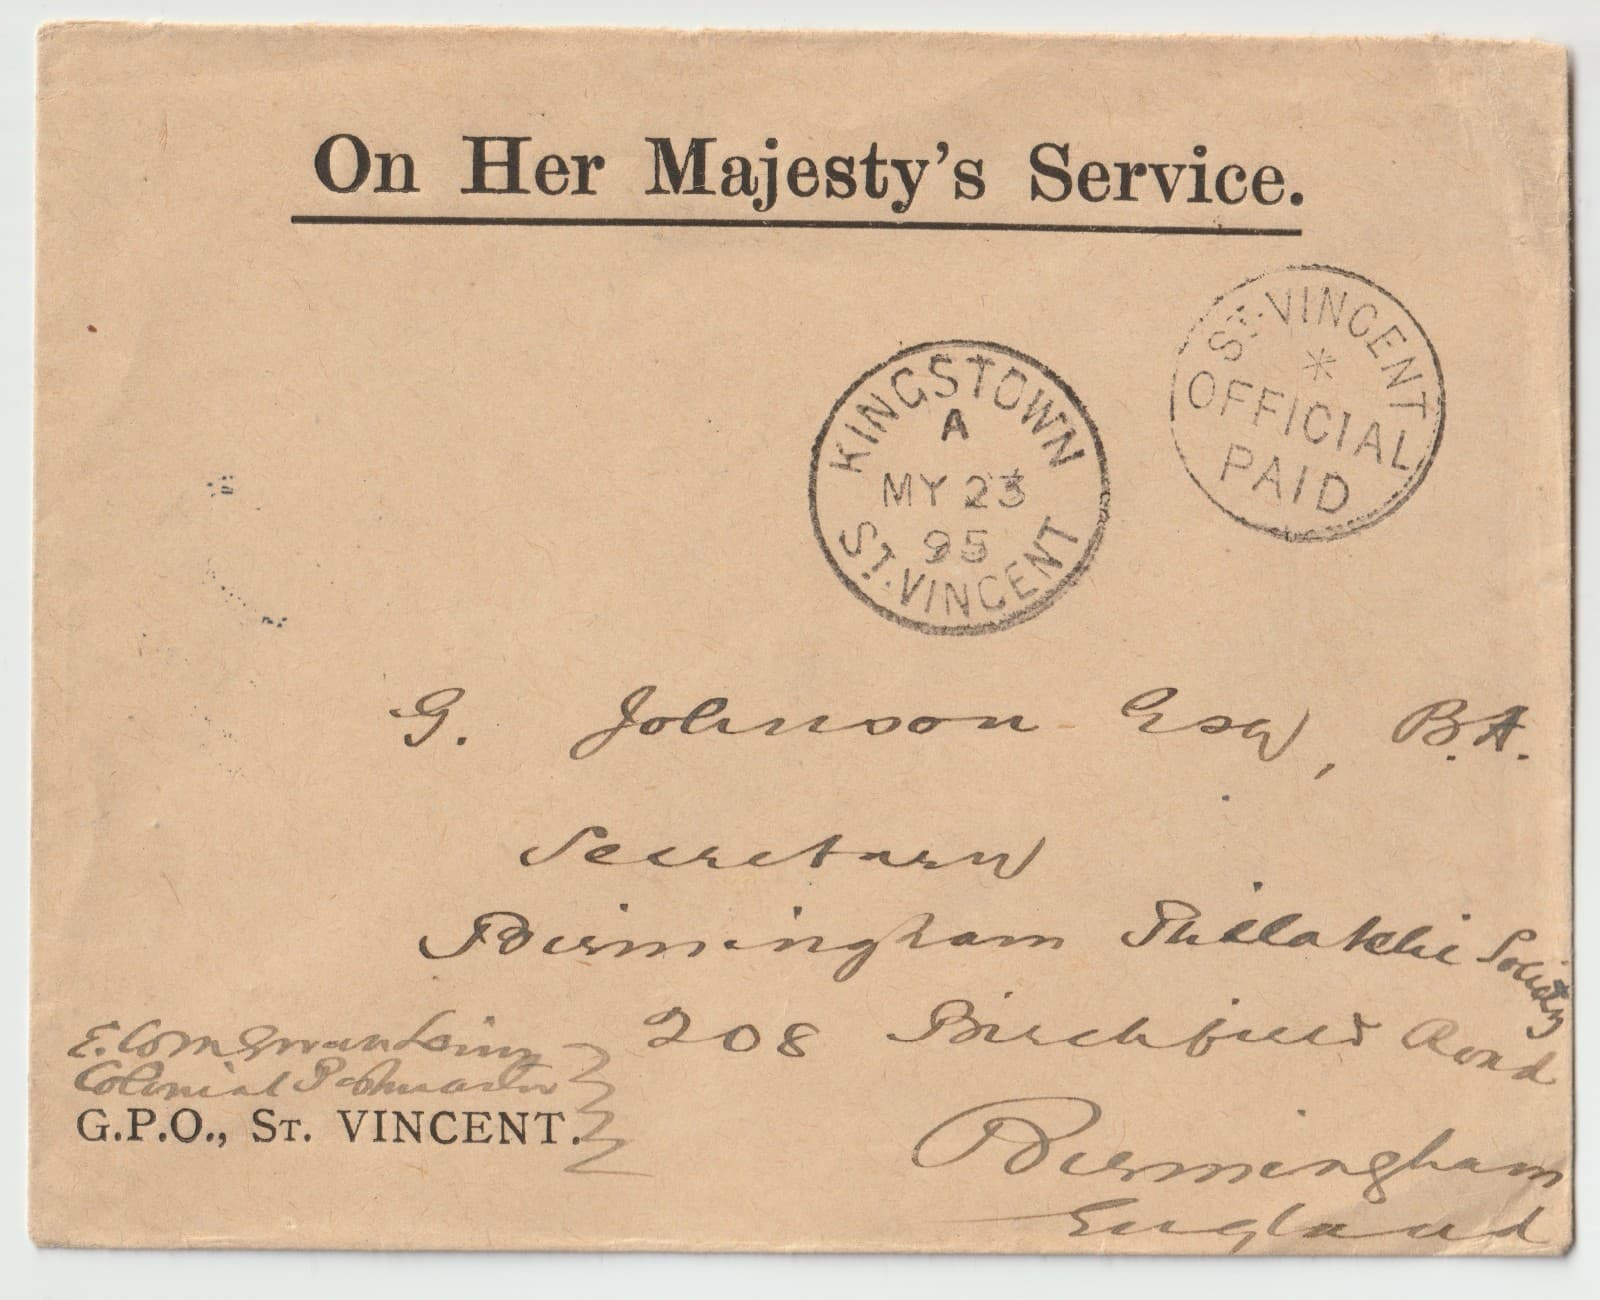 On Her Majesty's Service.
ST. VINCENT
*
OFFICIAL
PAID
KINGSTOWN
A
MY 23
95
ST. VINCENT
G. Johnson Esq, B.A.
Secretary
Birmingham Philatelic Society
208 Birchfield Road
Birmingham
England
E.
Colonial Postmaster
G.P.O., ST. VINCENT.